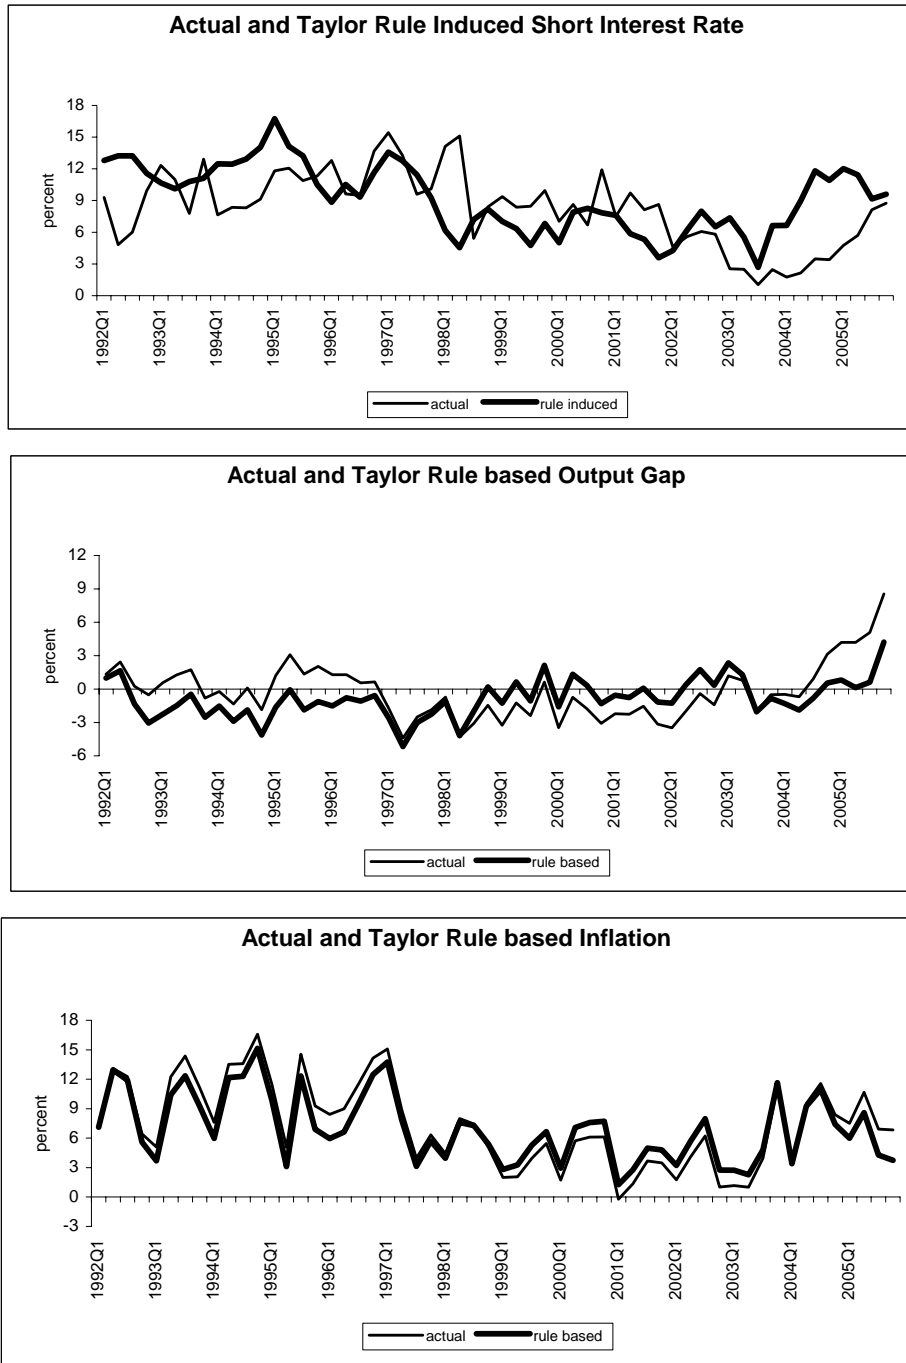 Actual and Taylor Rule Induced Short Interest Rate
percent
18
15
12
9
6
3
0
1992Q1
1993Q1
1994Q1
1995Q1
1996Q1
1997Q1
1998Q1
1999Q1
2000Q1
2001Q1
2002Q1
2003Q1
2004Q1
2005Q1
actual rule induced
Actual and Taylor Rule based Output Gap
percent
12
9
6
3
0
-3
-6
1992Q1
1993Q1
1994Q1
1995Q1
1996Q1
1997Q1
1998Q1
1999Q1
2000Q1
2001Q1
2002Q1
2003Q1
2004Q1
2005Q1
actual rule based
Actual and Taylor Rule based Inflation
percent
18
15
12
9
6
3
0
-3
1992Q1
1993Q1
1994Q1
1995Q1
1996Q1
1997Q1
1998Q1
1999Q1
2000Q1
2001Q1
2002Q1
2003Q1
2004Q1
2005Q1
actual rule based